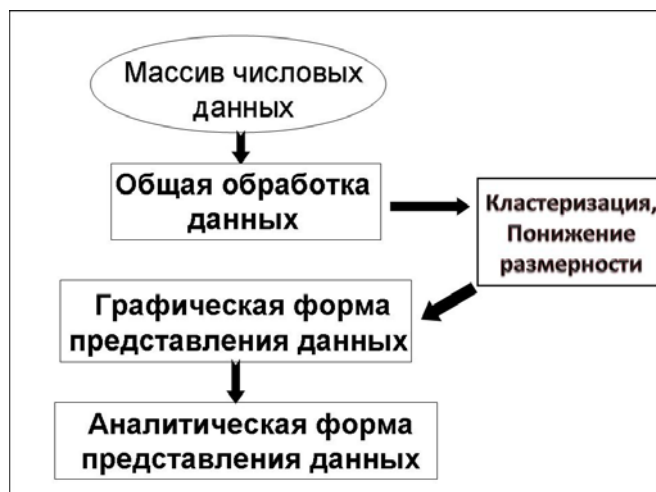 Массив числовых
данных
Общая обработка
данных
Кластеризация,
Понижение
размерности
Графическая форма
представления данных
Аналитическая форма
представления данных